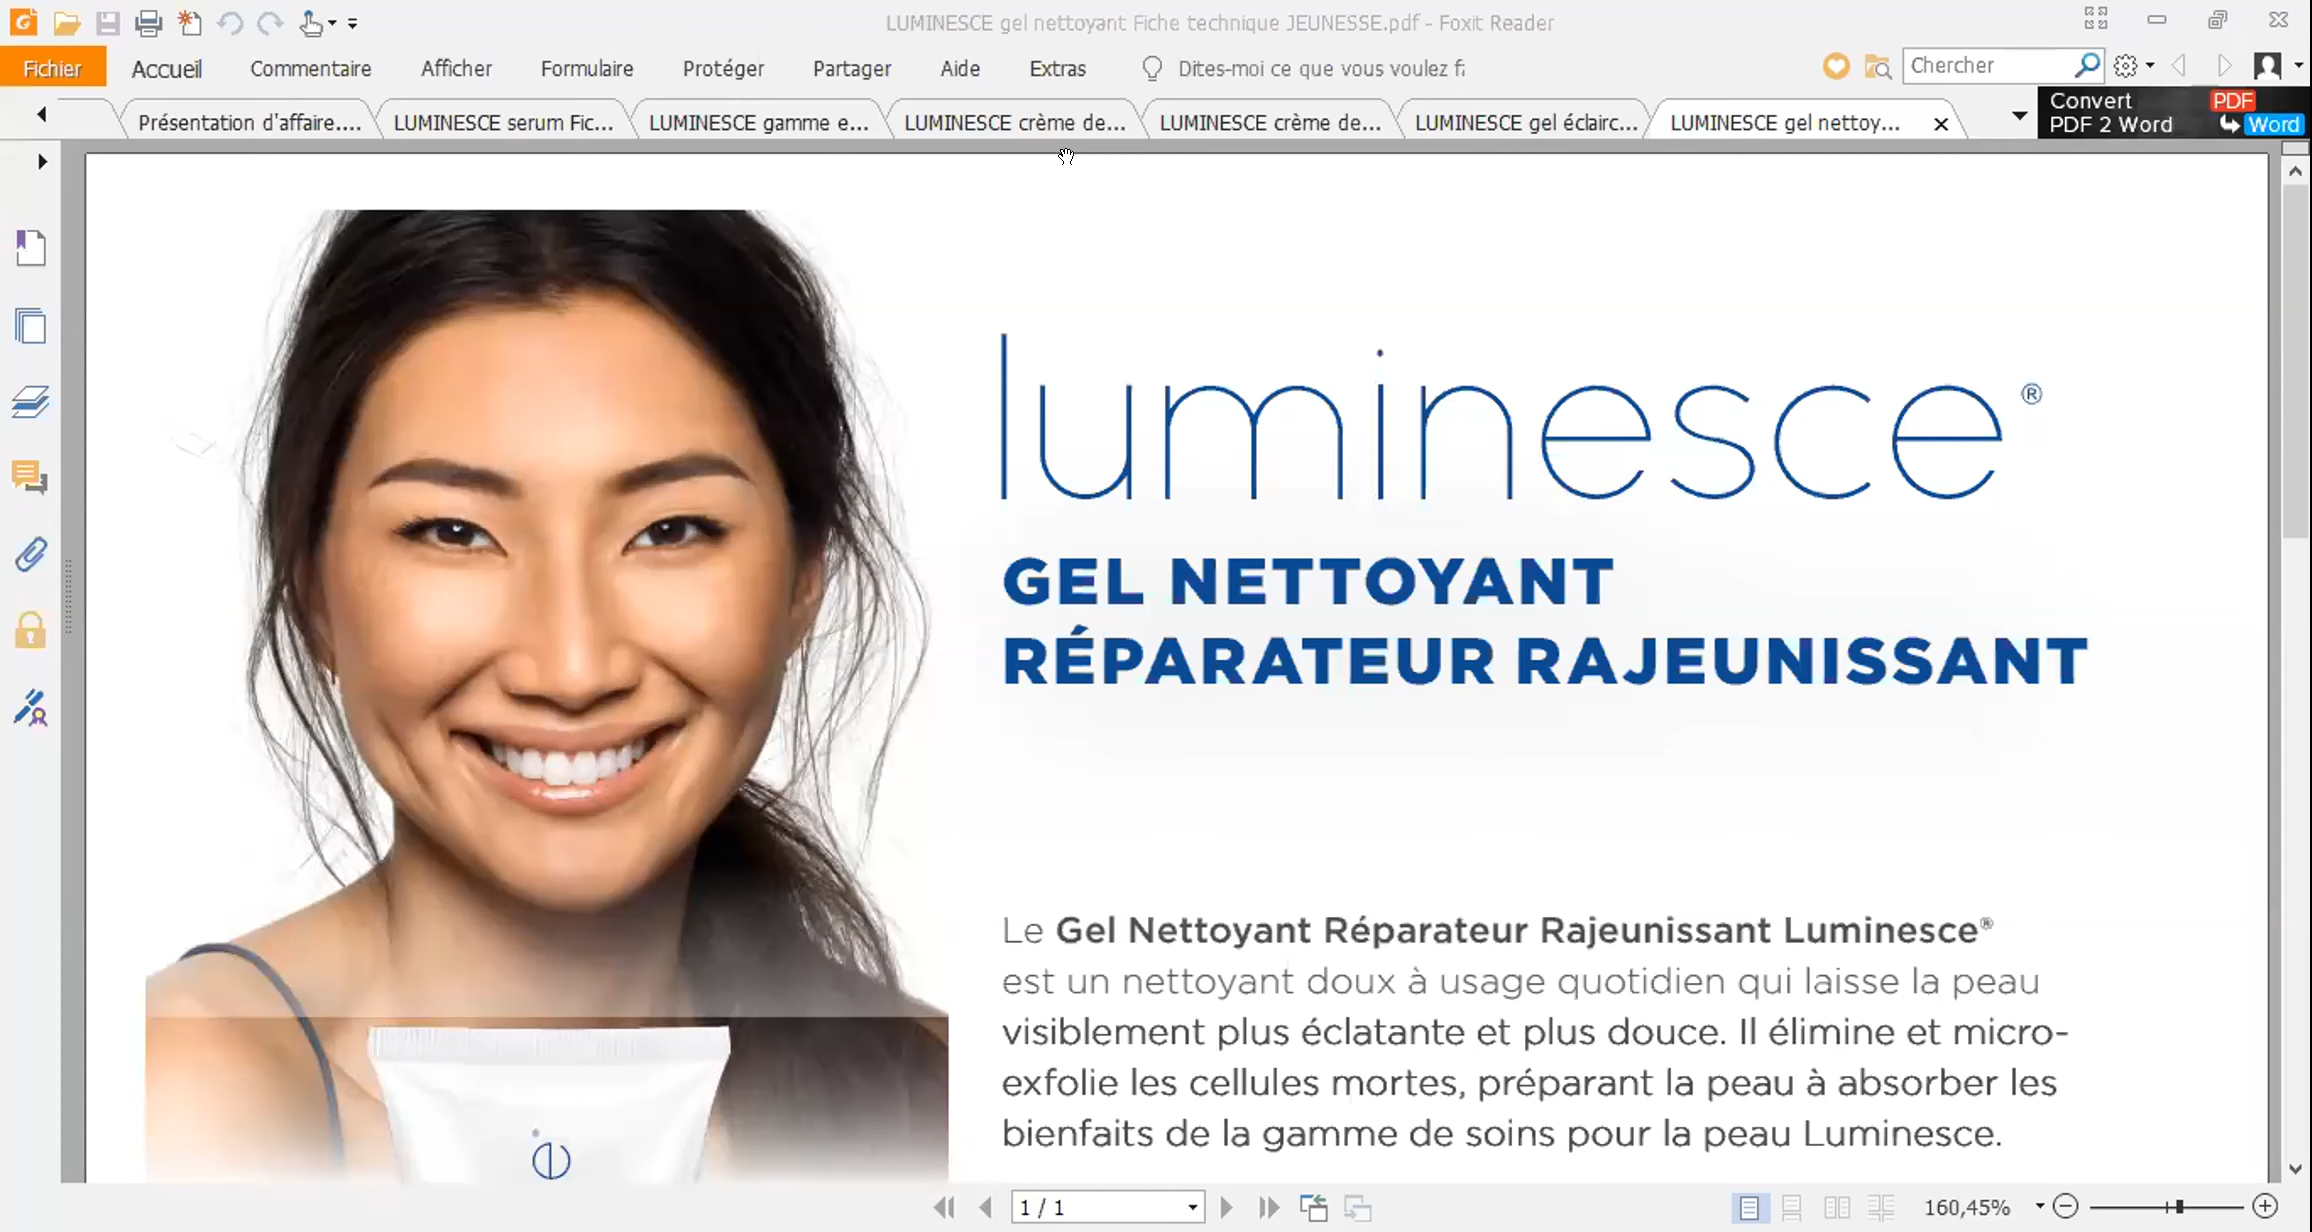 LUMINESCE gel nettoyant Fiche technique JEUNESSE.pdf - Foxit Reader
Fichier Accueil Commentaire Afficher Formulaire Protéger Partager Aide Extras Dites-moi ce que vous voulez fa Chercher
Présentation d'affaire.... LUMINESCE serum Fic... LUMINESCE gamme e... LUMINESCE crème de... LUMINESCE crème de... LUMINESCE gel éclairc... LUMINESCE gel nettoy...
Convert PDF
PDF 2 Word Word
luminesce®
GEL NETTOYANT
RÉPARATEUR RAJEUNISSANT
Le Gel Nettoyant Réparateur Rajeunissant Luminesce®
est un nettoyant doux à usage quotidien qui laisse la peau
visiblement plus éclatante et plus douce. Il élimine et micro-
exfolie les cellules mortes, préparant la peau à absorber les
bienfaits de la gamme de soins pour la peau Luminesce.
1 / 1 160,45%